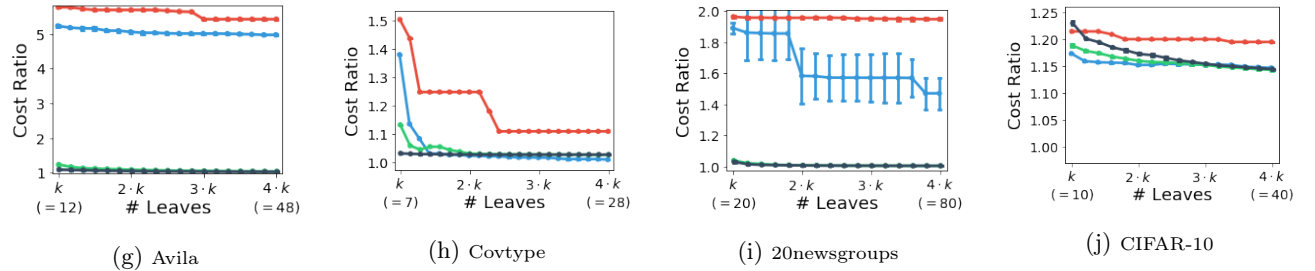 Cost Ratio
5
4
3
2
1
k
2 · k
3 · k
4 · k
(=12)
# Leaves
(=48)
(g) Avila
Cost Ratio
1.5
1.4
1.3
1.2
1.1
1.0
k
2 · k
3 · k
4 · k
(=7)
# Leaves
(=28)
(h) Covtype
Cost Ratio
2.0
1.8
1.6
1.4
1.2
1.0
k
2 · k
3 · k
4 · k
(=20)
# Leaves
(=80)
(i) 20newsgroups
Cost Ratio
1.25
1.20
1.15
1.10
1.05
1.00
k
2 · k
3 · k
4 · k
(=10)
# Leaves
(=40)
(j) CIFAR-10